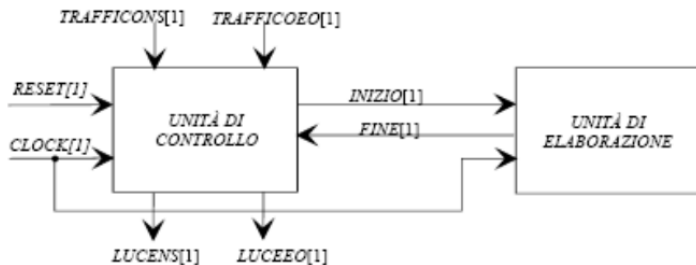 TRAFFICONS[1] TRAFFICOEO[1]
RESET[1]
INIZIO[1]
UNITÀ DI
CONTROLLO
UNITÀ DI
ELABORAZIONE
FINE[1]
CLOCK[1]
LUCENS[1] LUCEEO[1]